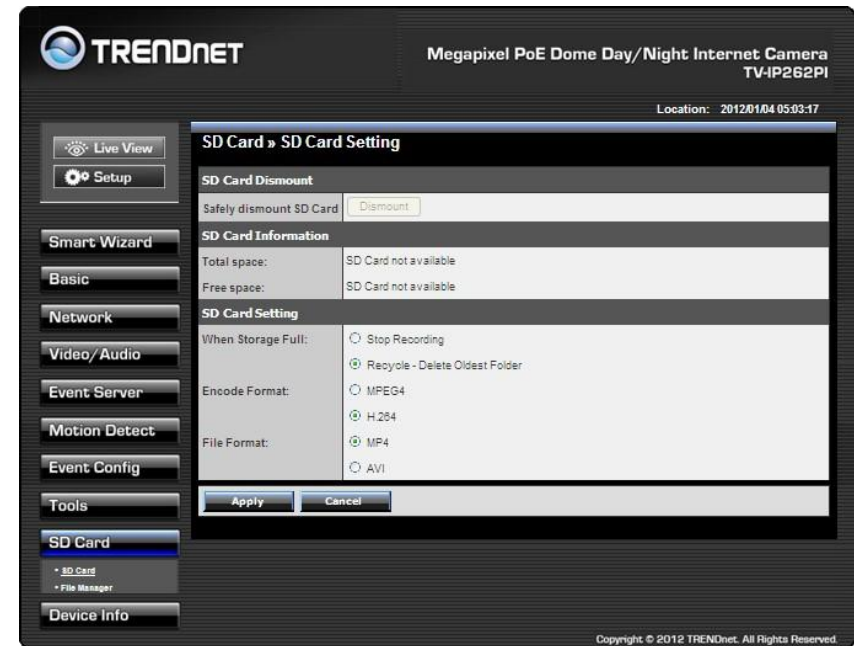 TRENDNET
Megapixel PoE Dome Day/Night Internet Camera
TV-IP262PI
Location: 2012/01/04 05:03:17
Live View
Setup
Smart Wizard
Basic
Network
Video/Audio
Event Server
Motion Detect
Event Config
Tools
SD Card
• SD Card
• File Manager
Device Info
SD Card » SD Card Setting
SD Card Dismount
Safely dismount SD Card Dismount
SD Card Information
Total space: SD Card not available
Free space: SD Card not available
SD Card Setting
When Storage Full: Stop Recording
Recycle - Delete Oldest Folder
Encode Format: MPEG4
H.264
File Format: MP4
AVI
Apply Cancel
Copyright © 2012 TRENDnet. All Rights Reserved.